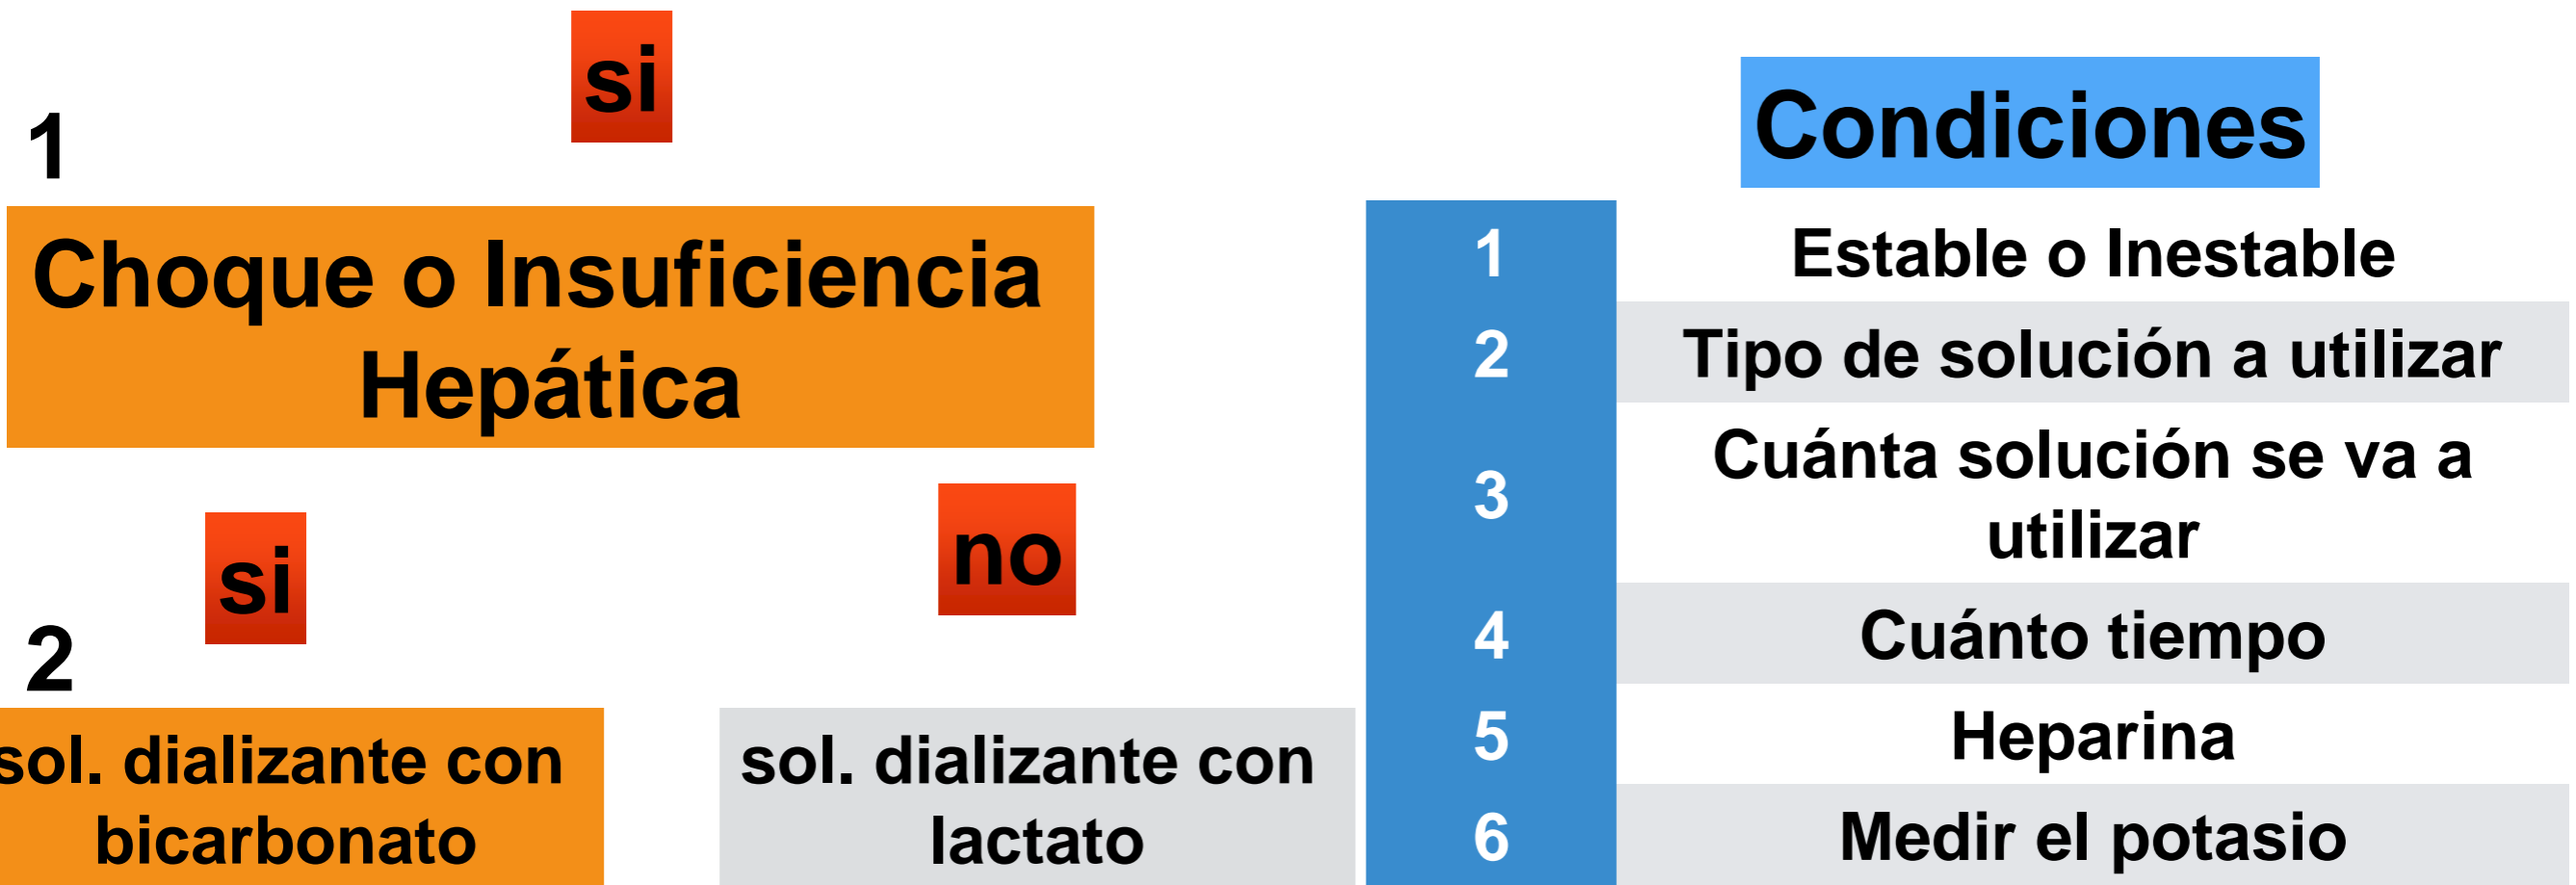 si
1
Choque o Insuficiencia
Hepática
si
no
2
sol. dializante con
bicarbonato
sol. dializante con
lactato
Condiciones
1 Estable o Inestable
2 Tipo de solución a utilizar
3 Cuánta solución se va a
utilizar
4 Cuánto tiempo
5 Heparina
6 Medir el potasio